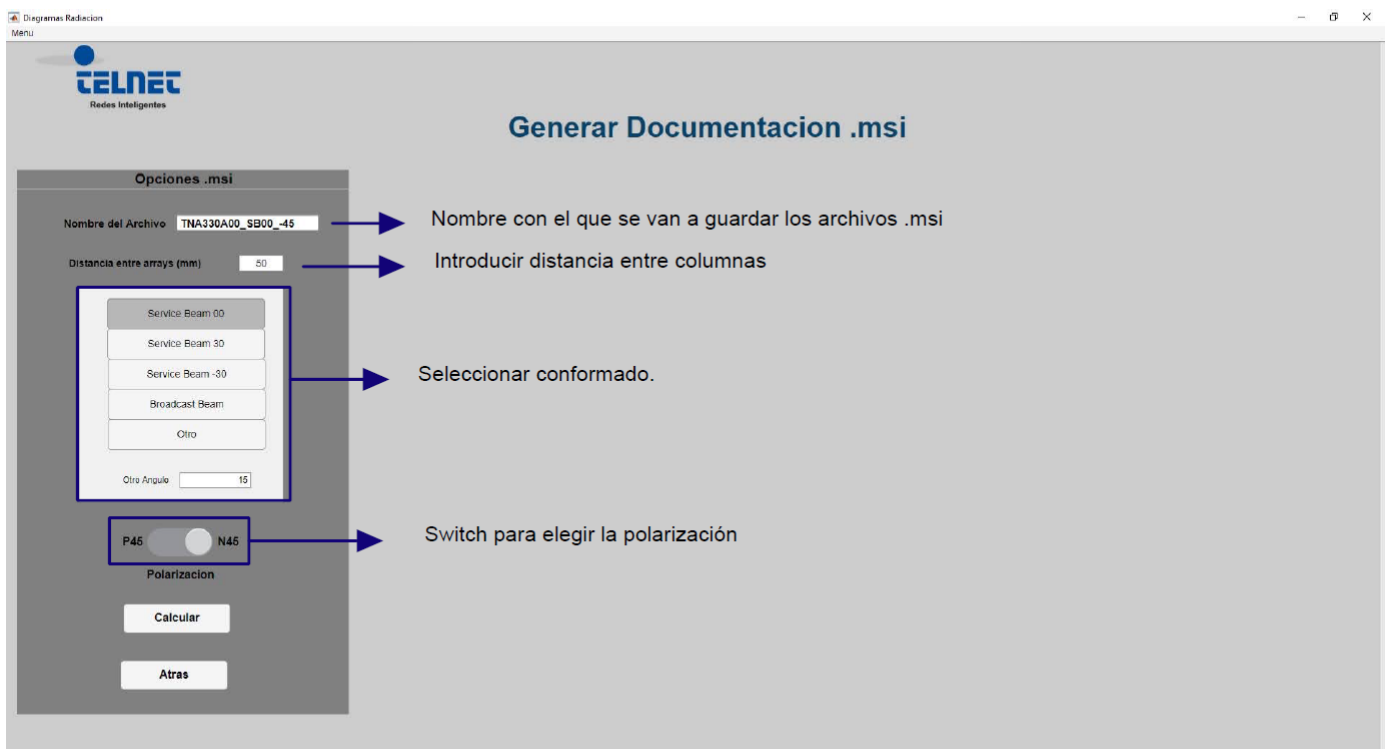 Diagramas Radiacion
Menu
TELNET
Redes Inteligentes
Generar Documentacion .msi
Opciones .msi
Nombre del Archivo TNA330A00_SB00_-45
Nombre con el que se van a guardar los archivos .msi
Distancia entre arrays (mm) 50
Introducir distancia entre columnas
Service Beam 00
Service Beam 30
Service Beam -30
Broadcast Beam
Otro
Otro Angulo 15
Seleccionar conformado.
P45 N45
Switch para elegir la polarización
Polarizacion
Calcular
Atras